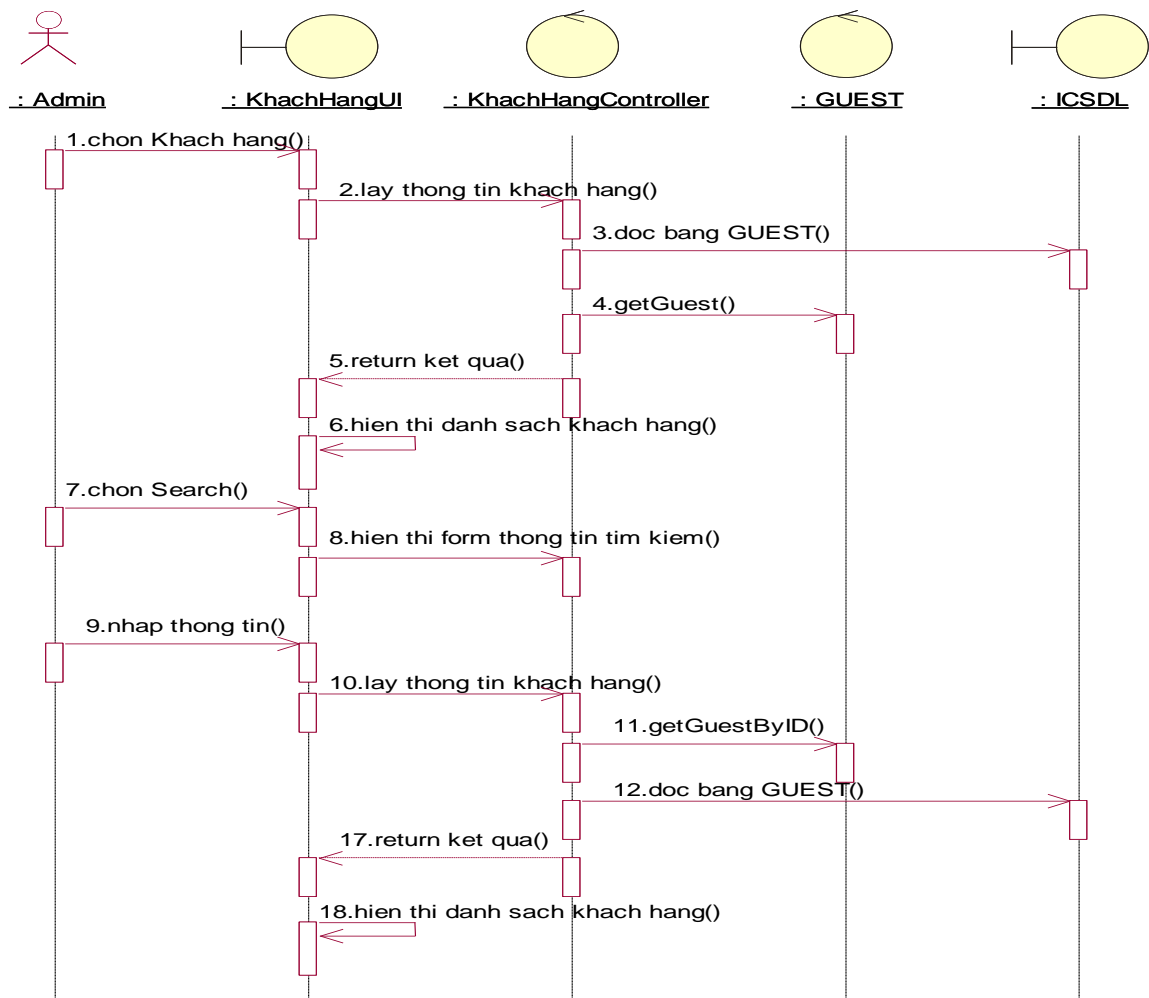 : Admin
: KhachHangUI
: KhachHangController
: GUEST
: ICSDL
1.chon Khach hang()
2.lay thong tin khach hang()
3.doc bang GUEST()
4.getGuest()
5.return ket qua()
6.hien thi danh sach khach hang()
7.chon Search()
8.hien thi form thong tin tim kiem()
9.nhap thong tin()
10.lay thong tin khach hang()
11.getGuestByID()
12.doc bang GUEST()
17.return ket qua()
18.hien thi danh sach khach hang()